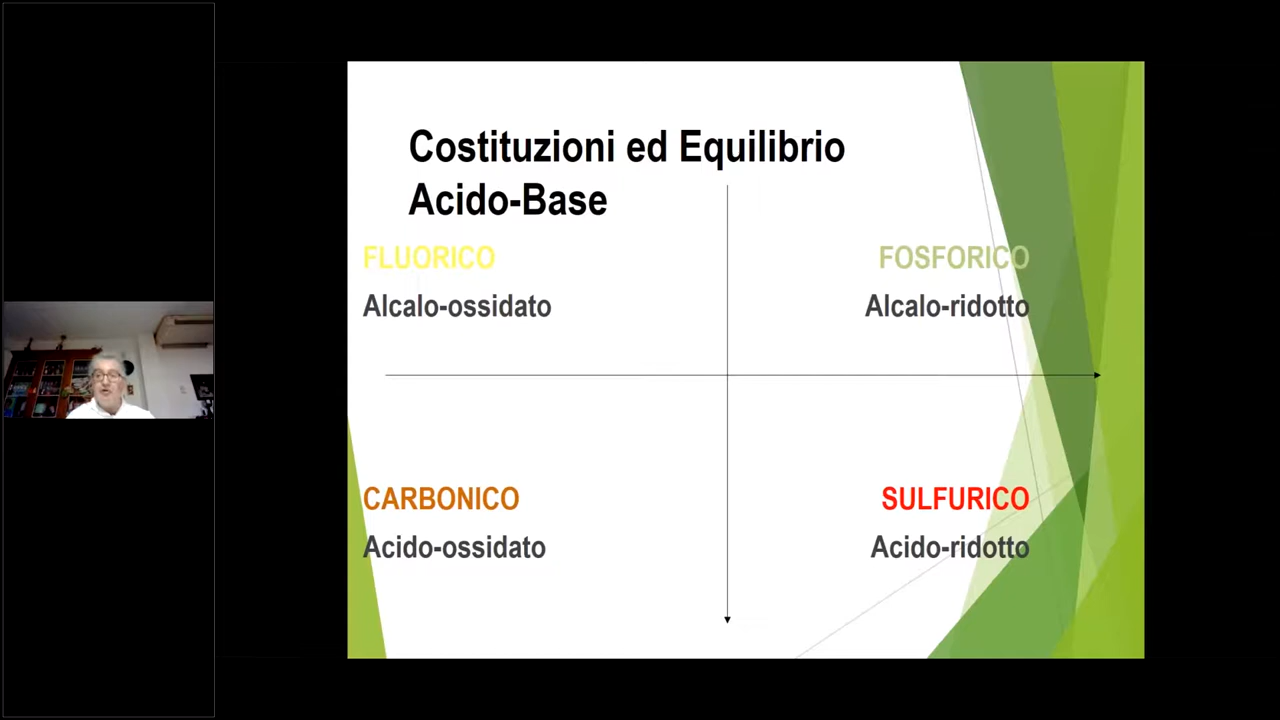 Costituzioni ed Equilibrio
Acido-Base
FLUORICO
FOSFORICO
Alcalo-ossidato
Alcalo-ridotto
CARBONICO
SULFURICO
Acido-ossidato
Acido-ridotto